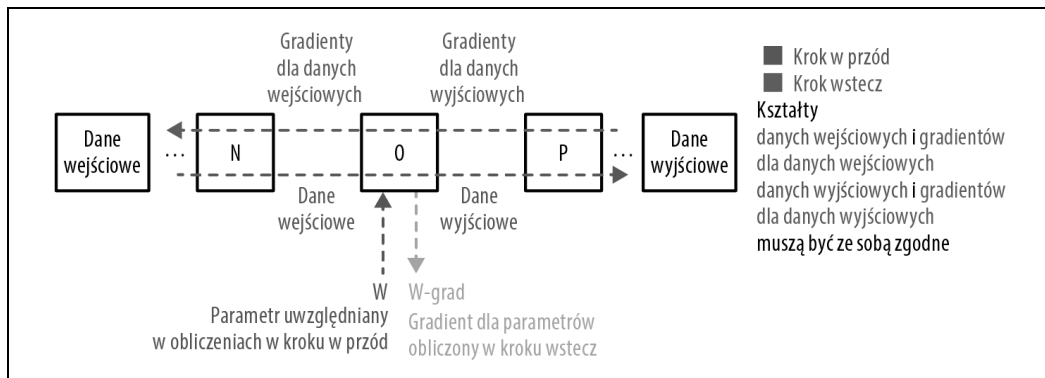 Gradienty
dla danych
wejściowych
Gradienty
dla danych
wyjściowych
Dane
wejściowe
...
N
O
P
...
Dane
wyjściowe
Dane
wejściowe
Dane
wyjściowe
W
Parametr uwzględniany
w obliczeniach w kroku w przód
W-grad
Gradient dla parametrów
obliczony w kroku wstecz
Krok w przód
Krok wstecz
Kształty
danych wejściowych i gradientów
dla danych wejściowych
danych wyjściowych i gradientów
dla danych wyjściowych
muszą być ze sobą zgodne